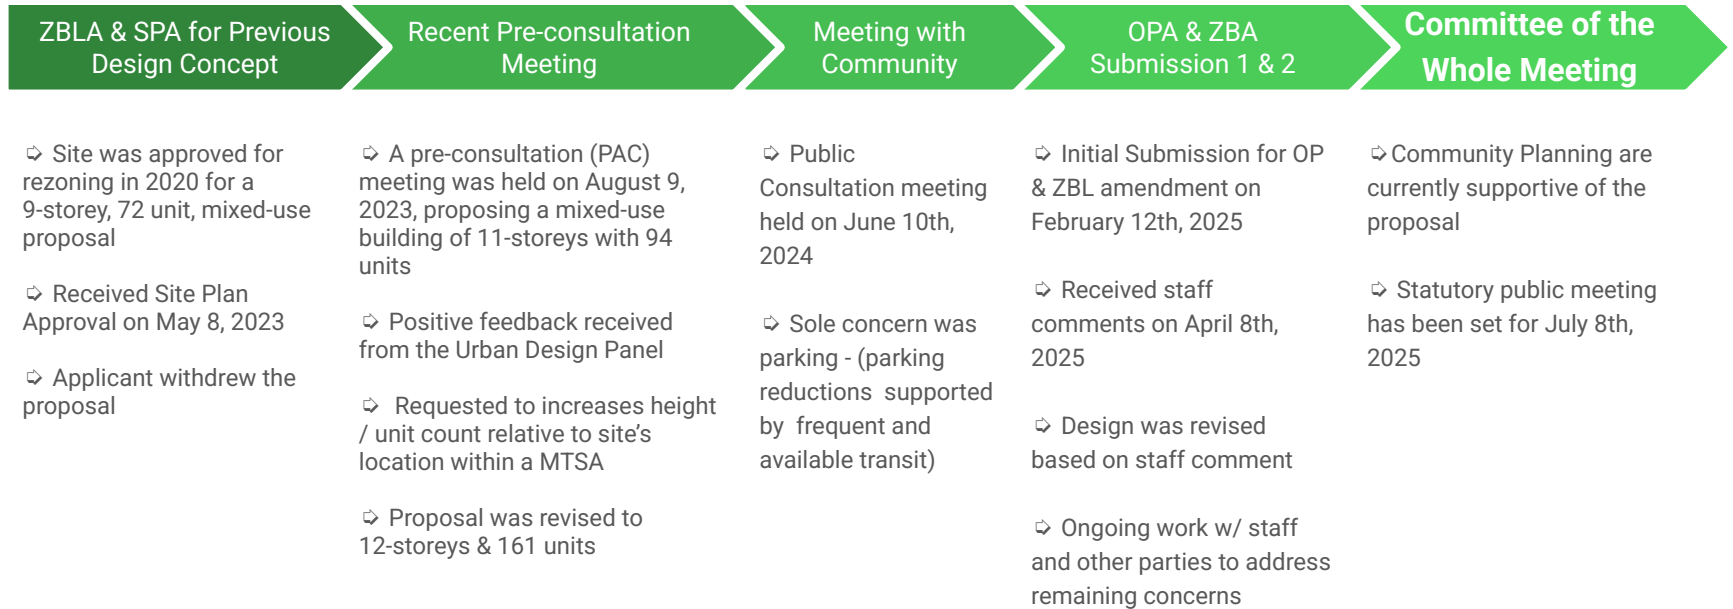 ZBLA & SPA for Previous
Design Concept
Recent Pre-consultation
Meeting
Meeting with
Community
OPA & ZBA
Submission 1 & 2
Committee of the
Whole Meeting
➭ Site was approved for
rezoning in 2020 for a
9-storey, 72 unit, mixed-use
proposal
➭ Received Site Plan
Approval on May 8, 2023
➭ Applicant withdrew the
proposal
➭ A pre-consultation (PAC)
meeting was held on August 9,
2023, proposing a mixed-use
building of 11-storeys with 94
units
➭ Positive feedback received
from the Urban Design Panel
➭ Requested to increases height
/ unit count relative to site's
location within a MTSA
➭ Proposal was revised to
12-storeys & 161 units
➭ Public
Consultation meeting
held on June 10th,
2024
➭ Sole concern was
parking - (parking
reductions supported
by frequent and
available transit)
➭ Initial Submission for OP
& ZBL amendment on
February 12th, 2025
➭ Received staff
comments on April 8th,
2025
➭ Design was revised
based on staff comment
➭ Ongoing work w/ staff
and other parties to address
remaining concerns
➭Community Planning are
currently supportive of the
proposal
➭ Statutory public meeting
has been set for July 8th,
2025